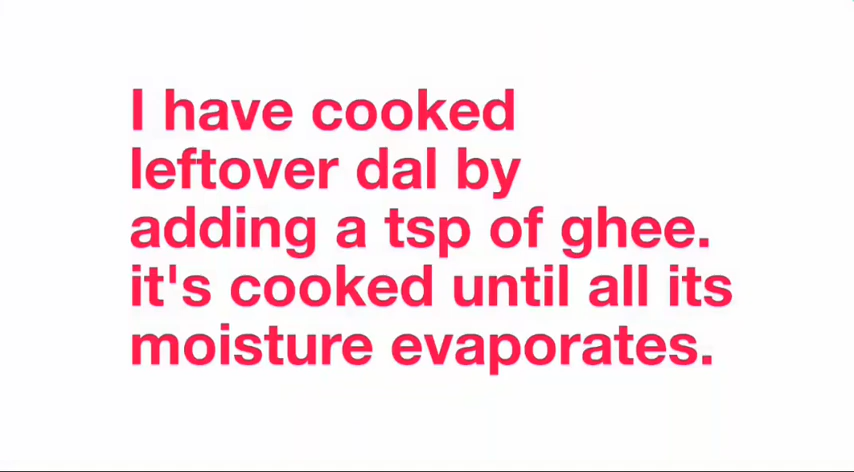 I have cooked
leftover dal by
adding a tsp of ghee.
it's cooked until all its
moisture evaporates.